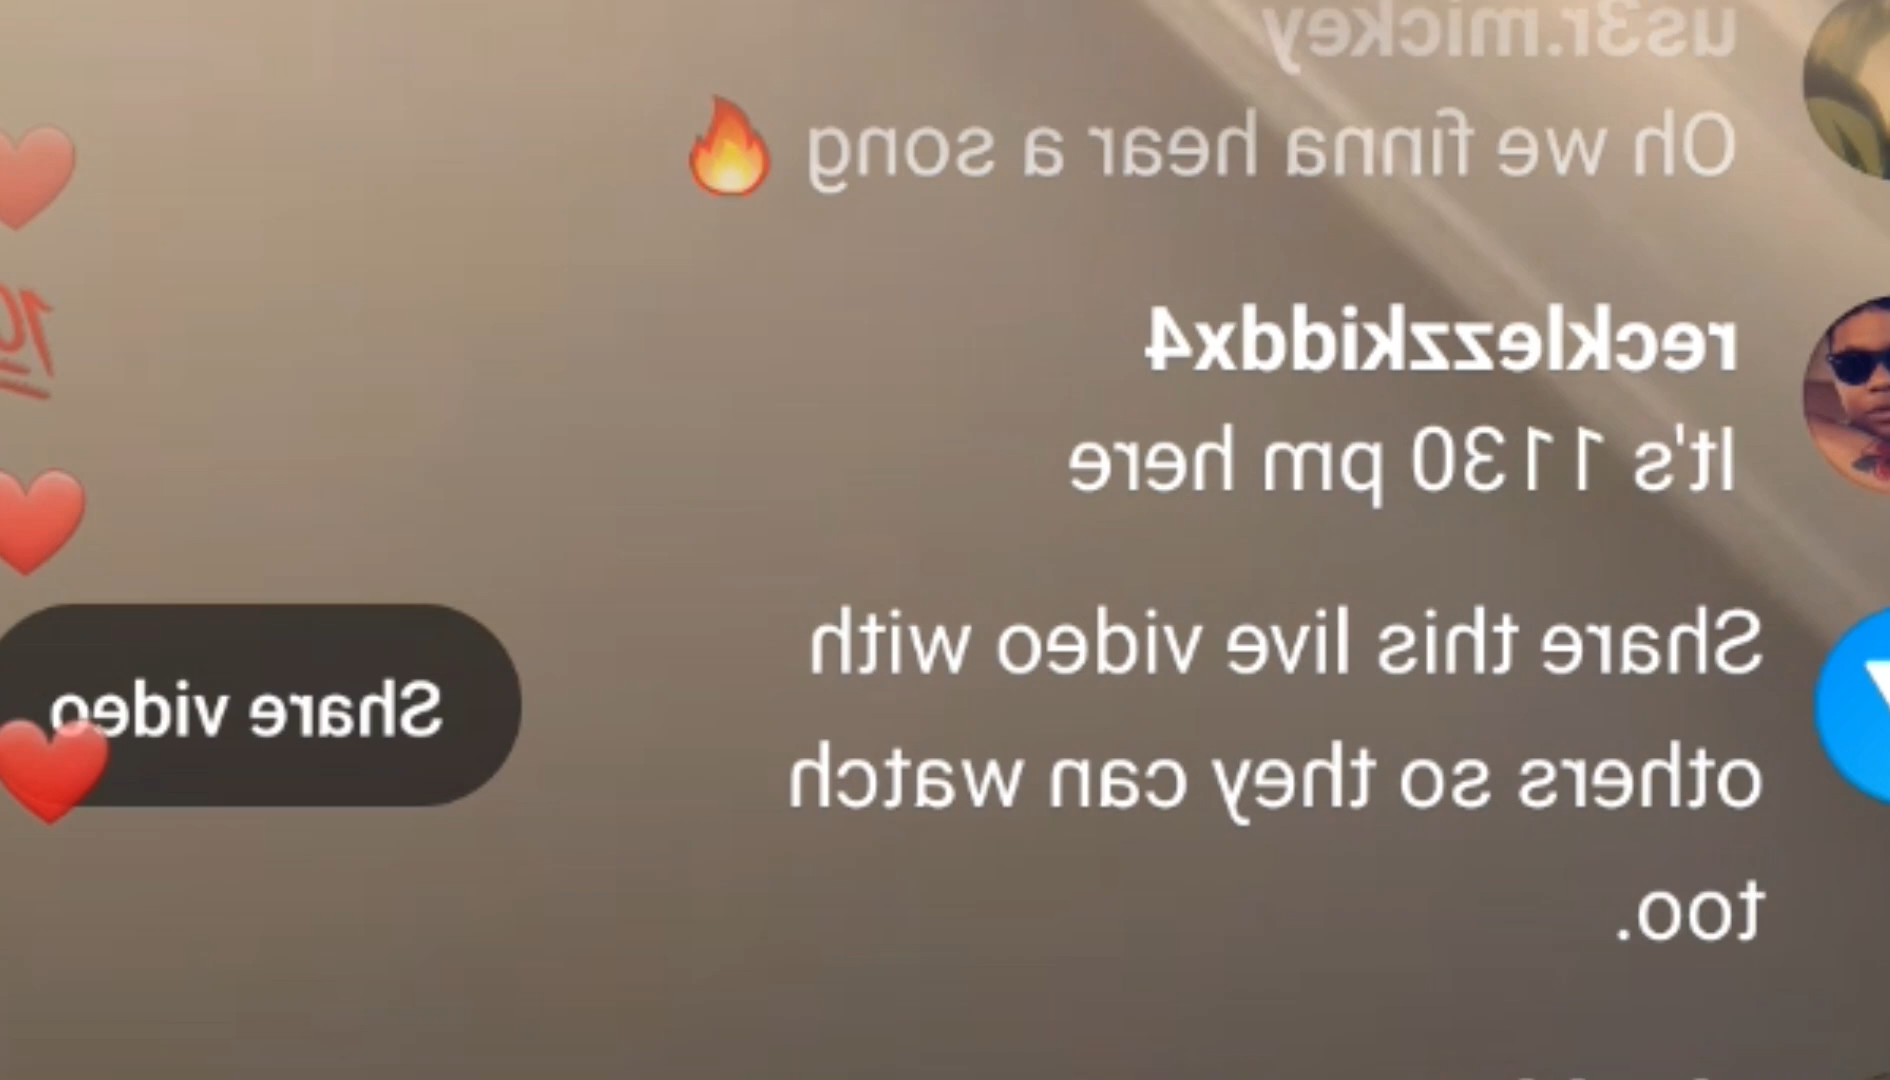 us3r.mickey
Oh we finna hear a song 🔥
recklezzkiddx4
It's 1130 pm here
Share this live video with
others so they can watch
too.
Share video